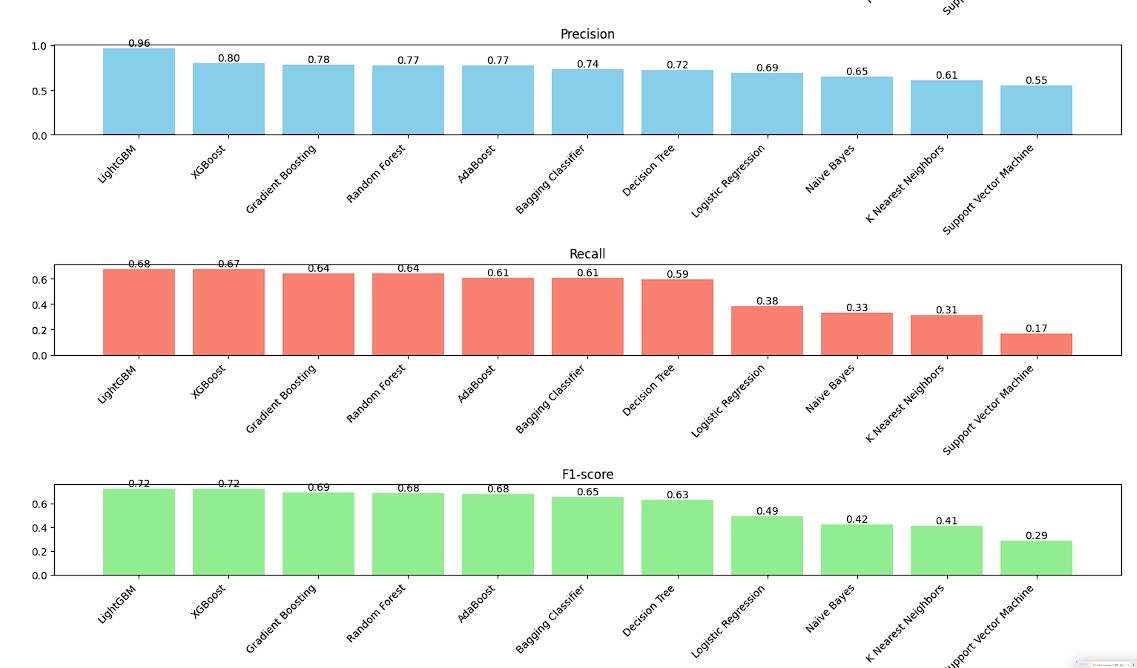 Precision
1.0
0.5
0.0
0.96
0.80
0.78
0.77
0.77
0.74
0.72
0.69
0.65
0.61
0.55
LightGBM
XGBoost
Gradient Boosting
Random Forest
AdaBoost
Bagging Classifier
Decision Tree
Logistic Regression
Naive Bayes
K Nearest Neighbors
Support Vector Machine
Recall
0.6
0.4
0.2
0.0
0.68
0.67
0.64
0.64
0.61
0.61
0.59
0.38
0.33
0.31
0.17
LightGBM
XGBoost
Gradient Boosting
Random Forest
AdaBoost
Bagging Classifier
Decision Tree
Logistic Regression
Naive Bayes
K Nearest Neighbors
Support Vector Machine
F1-score
0.6
0.4
0.2
0.0
0.72
0.72
0.69
0.68
0.68
0.65
0.63
0.49
0.42
0.41
0.29
LightGBM
XGBoost
Gradient Boosting
Random Forest
AdaBoost
Bagging Classifier
Decision Tree
Logistic Regression
Naive Bayes
K Nearest Neighbors
Vector Machine